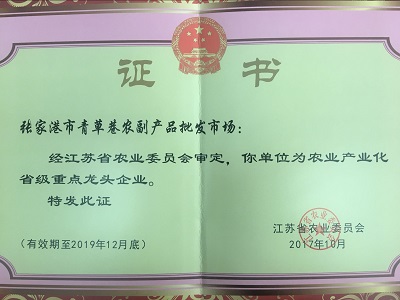 证书
张家港市青草巷农副产品批发市场：
经江苏省农业委员会审定，你单位为农业产业化
省级重点龙头企业。
特发此证
江苏省农业委员会
（有效期至2019年12月底）
2017年10月